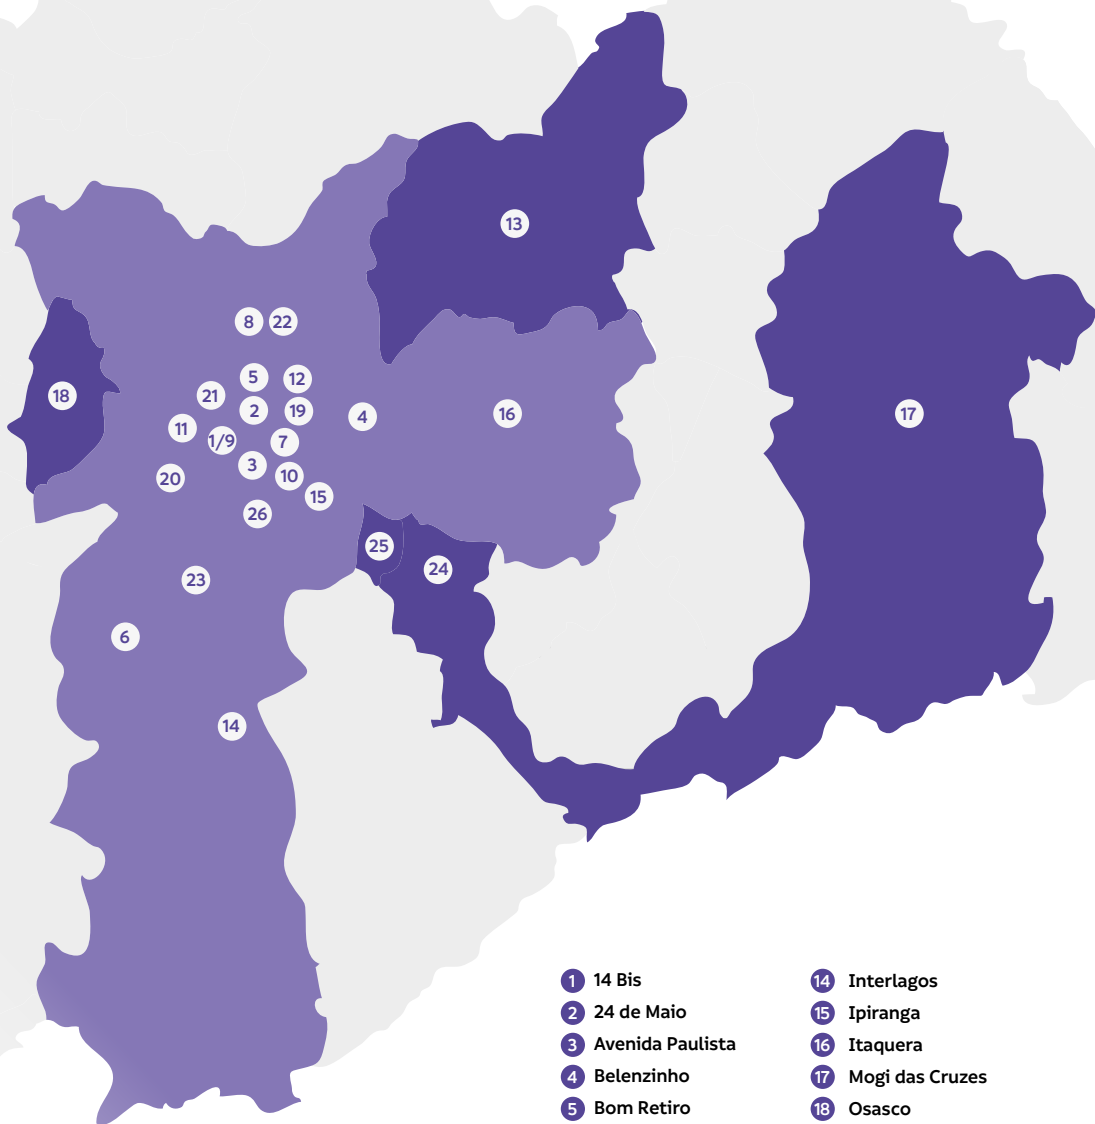 13
8 22
5 12
18 21
2 19 4 16 17
11 1/9 7
3 10
20 15
26
25
24
23
6
14
1 14 Bis
2 24 de Maio
3 Avenida Paulista
4 Belenzinho
5 Bom Retiro
14 Interlagos
15 Ipiranga
16 Itaquera
17 Mogi das Cruzes
18 Osasco